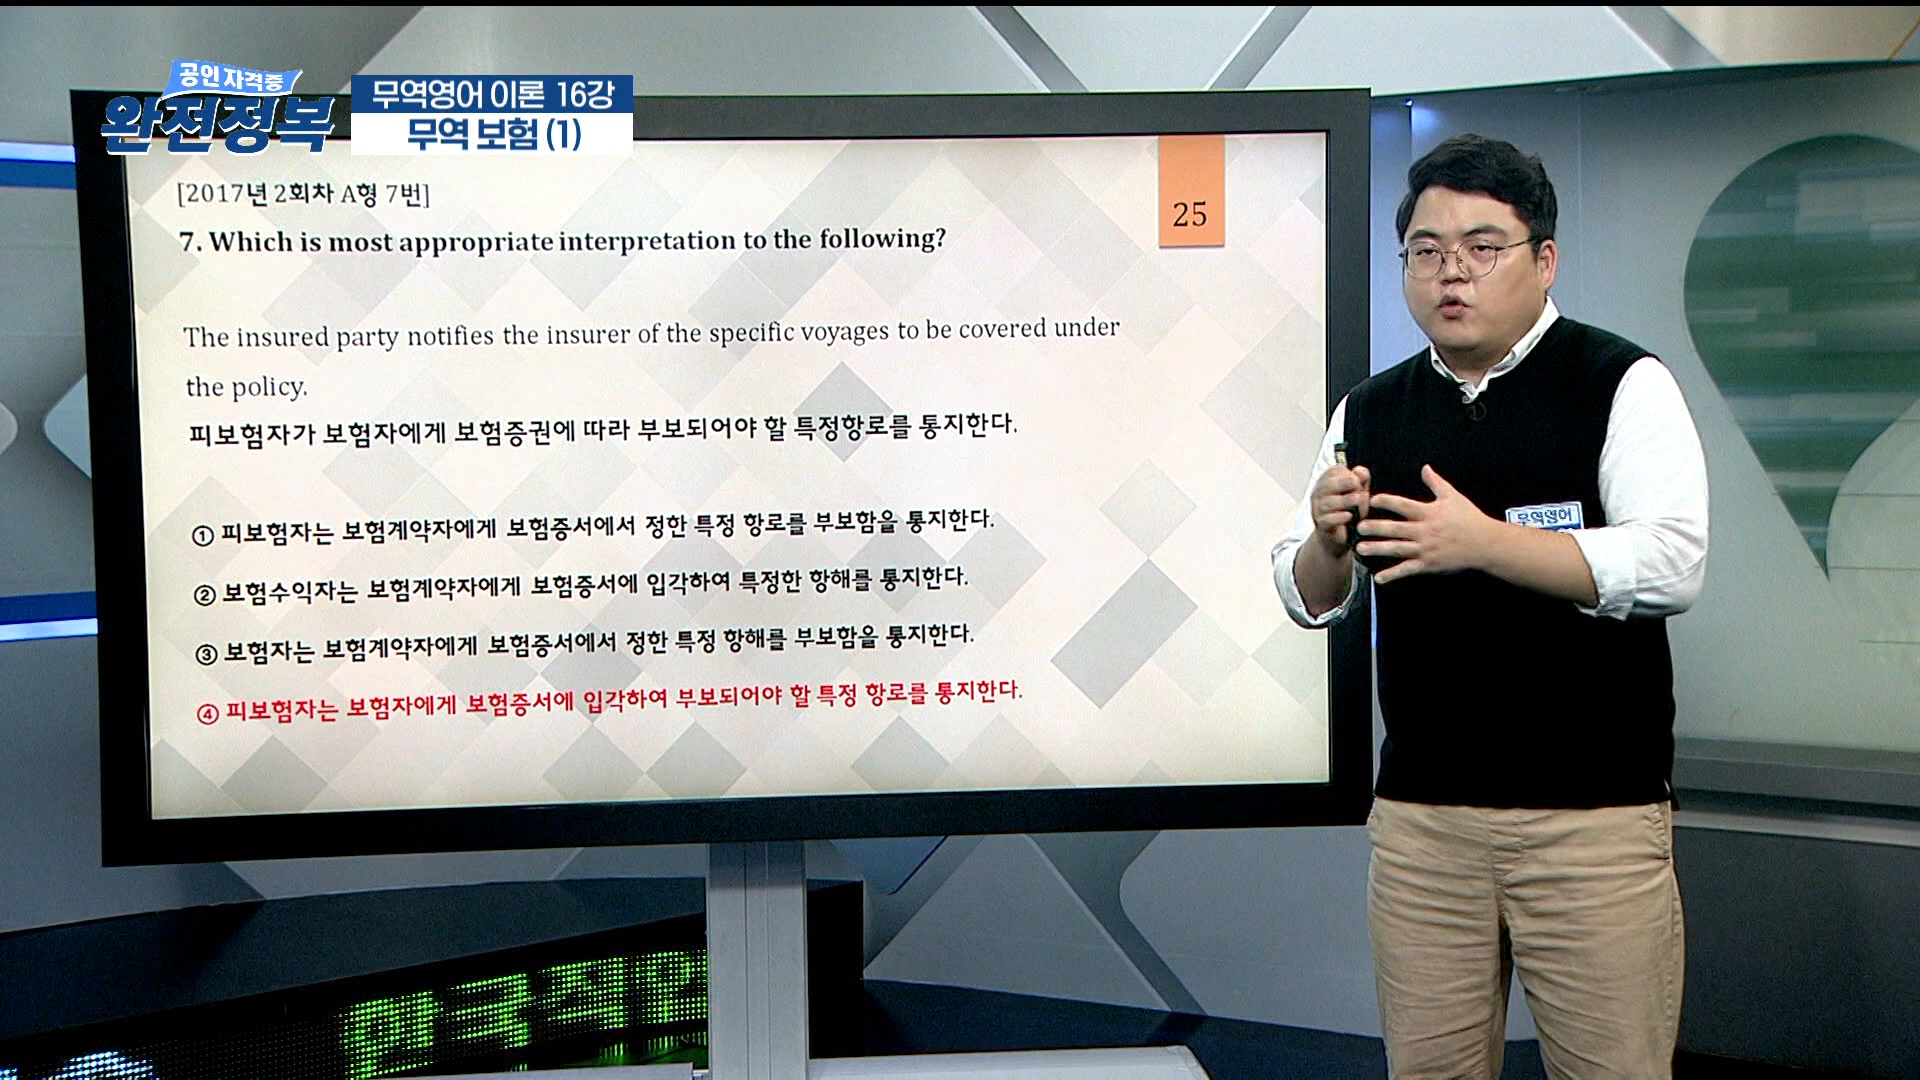 공인 자격증
완전정복
무역영어 이론 16강
무역 보험 (1)
[2017년 2회차 A형 7번]
25
7. Which is most appropriate interpretation to the following?
The insured party notifies the insurer of the specific voyages to be covered under
the policy.
피보험자가 보험자에게 보험증권에 따라 부보되어야 할 특정항로를 통지한다.
① 피보험자는 보험계약자에게 보험증서에서 정한 특정 항로를 부보함을 통지한다.
② 보험수익자는 보험계약자에게 보험증서에 입각하여 특정한 항해를 통지한다.
③ 보험자는 보험계약자에게 보험증서에서 정한 특정 항해를 부보함을 통지한다.
④ 피보험자는 보험자에게 보험증서에 입각하여 부보되어야 할 특정 항로를 통지한다.
무역영어
한국직업